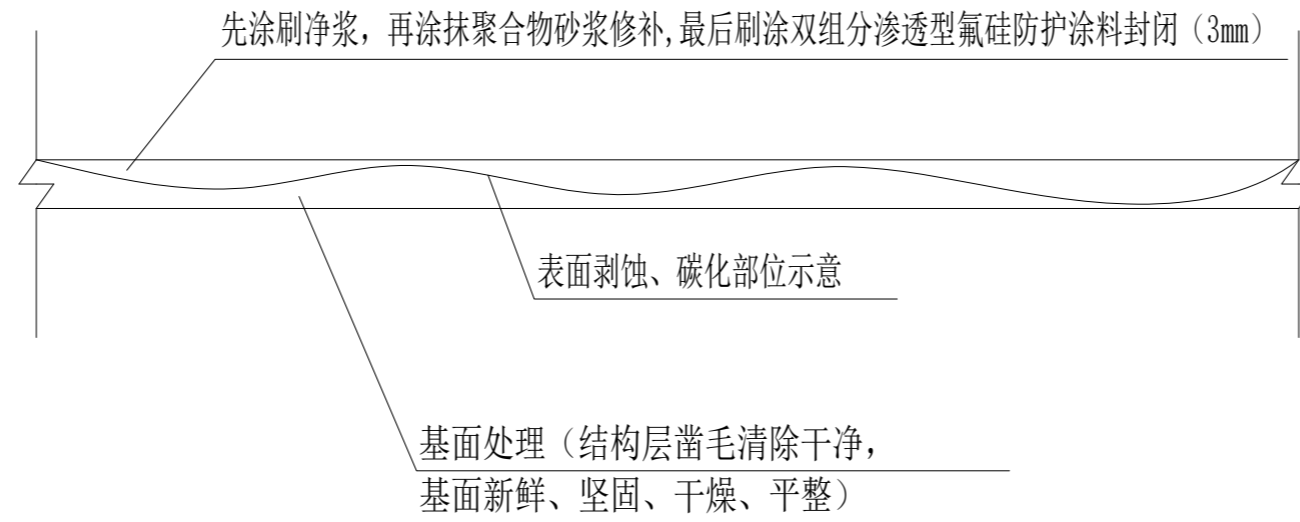 先涂刷净浆，再涂抹聚合物砂浆修补,最后刷涂双组分渗透型氟硅防护涂料封闭（3mm）
表面剥蚀、碳化部位示意
基面处理（结构层凿毛清除干净，
基面新鲜、坚固、干燥、平整）